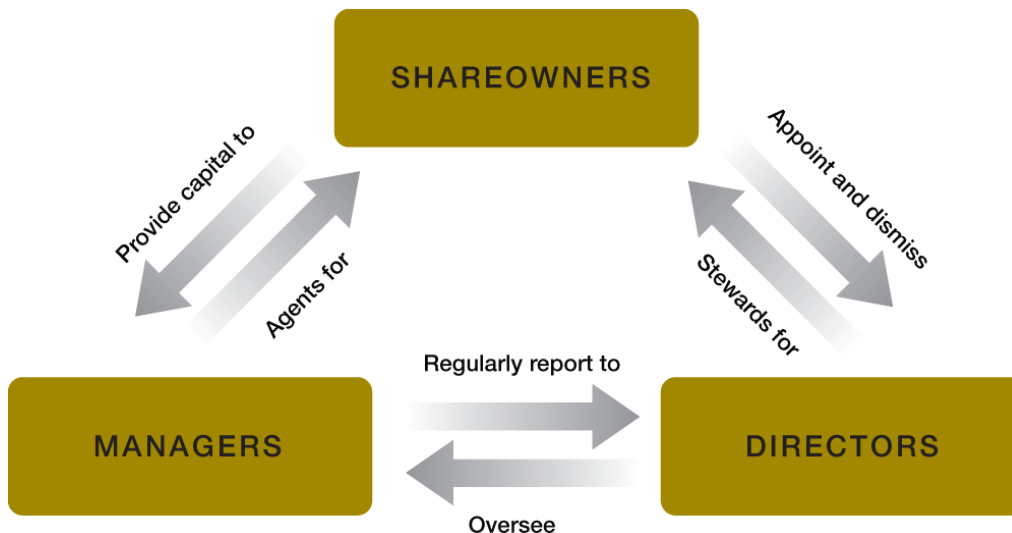 SHAREOWNERS
Provide capital to
Agents for
Appoint and dismiss
Stewards for
Regularly report to
MANAGERS
DIRECTORS
Oversee